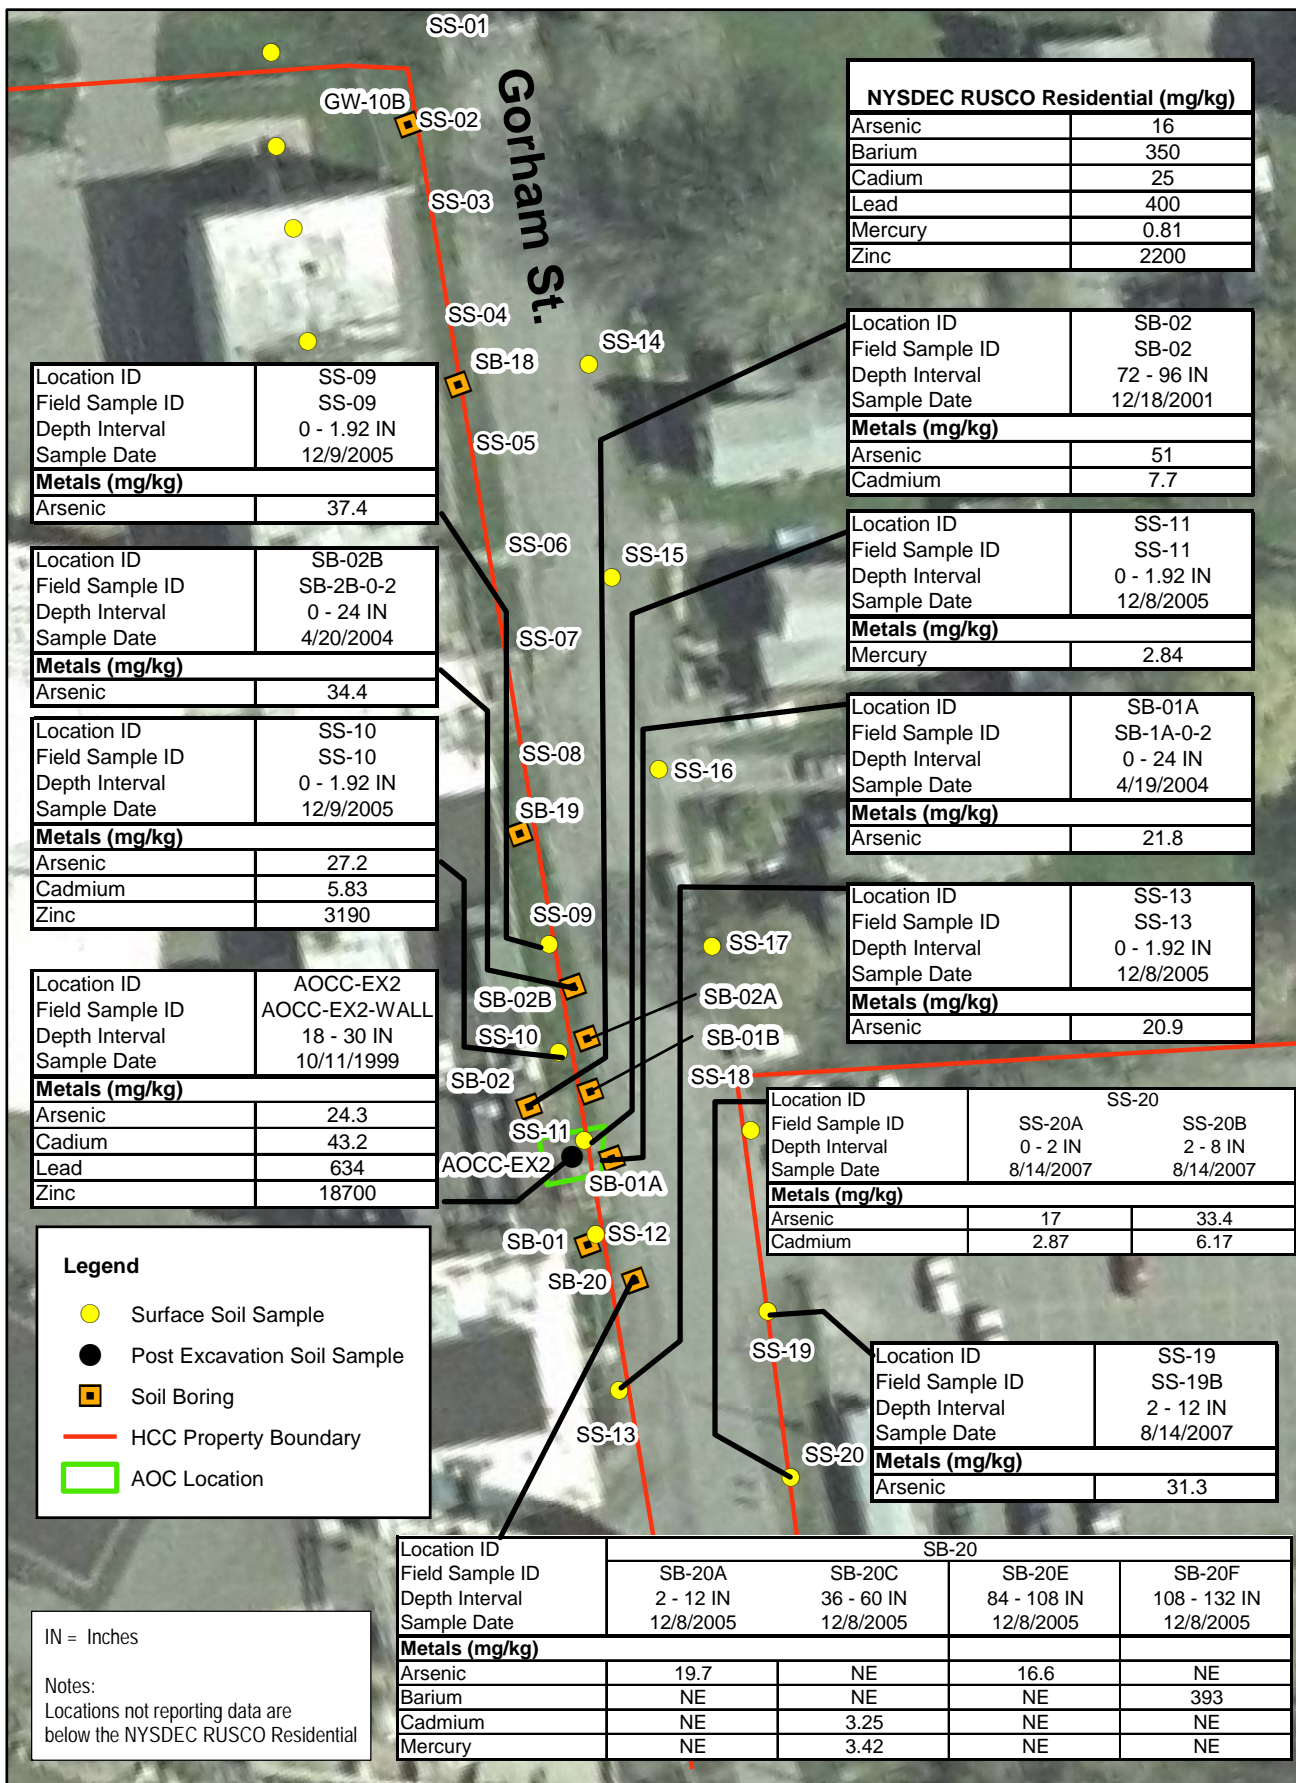 SS-01
GW-10B
SS-02
SS-03
Gorham St.
SS-04
SS-14
SB-18
SS-05
SS-06
SS-15
SS-07
SS-08
SS-16
SB-19
SS-09
SS-17
SB-02B
SB-02A
SS-10
SB-01B
SB-02
SS-18
SS-11
AOCC-EX2
SB-01A
SB-01
SS-12
SB-20
SS-19
SS-13
SS-20
NYSDEC RUSCO Residential (mg/kg)
Arsenic 16
Barium 350
Cadium 25
Lead 400
Mercury 0.81
Zinc 2200
Location ID SB-02
Field Sample ID SB-02
Depth Interval 72 - 96 IN
Sample Date 12/18/2001
Metals (mg/kg)
Arsenic 51
Cadmium 7.7
Location ID SS-11
Field Sample ID SS-11
Depth Interval 0 - 1.92 IN
Sample Date 12/8/2005
Metals (mg/kg)
Mercury 2.84
Location ID SB-01A
Field Sample ID SB-1A-0-2
Depth Interval 0 - 24 IN
Sample Date 4/19/2004
Metals (mg/kg)
Arsenic 21.8
Location ID SS-13
Field Sample ID SS-13
Depth Interval 0 - 1.92 IN
Sample Date 12/8/2005
Metals (mg/kg)
Arsenic 20.9
Location ID SS-20
Field Sample ID SS-20A SS-20B
Depth Interval 0 - 2 IN 2 - 8 IN
Sample Date 8/14/2007 8/14/2007
Metals (mg/kg)
Arsenic 17 33.4
Cadmium 2.87 6.17
Location ID SS-19
Field Sample ID SS-19B
Depth Interval 2 - 12 IN
Sample Date 8/14/2007
Metals (mg/kg)
Arsenic 31.3
Location ID SS-09
Field Sample ID SS-09
Depth Interval 0 - 1.92 IN
Sample Date 12/9/2005
Metals (mg/kg)
Arsenic 37.4
Location ID SB-02B
Field Sample ID SB-2B-0-2
Depth Interval 0 - 24 IN
Sample Date 4/20/2004
Metals (mg/kg)
Arsenic 34.4
Location ID SS-10
Field Sample ID SS-10
Depth Interval 0 - 1.92 IN
Sample Date 12/9/2005
Metals (mg/kg)
Arsenic 27.2
Cadmium 5.83
Zinc 3190
Location ID AOCC-EX2
Field Sample ID AOCC-EX2-WALL
Depth Interval 18 - 30 IN
Sample Date 10/11/1999
Metals (mg/kg)
Arsenic 24.3
Cadium 43.2
Lead 634
Zinc 18700
Legend
Surface Soil Sample
Post Excavation Soil Sample
Soil Boring
HCC Property Boundary
AOC Location
Location ID SB-20
Field Sample ID SB-20A SB-20C SB-20E SB-20F
Depth Interval 2 - 12 IN 36 - 60 IN 84 - 108 IN 108 - 132 IN
Sample Date 12/8/2005 12/8/2005 12/8/2005 12/8/2005
Metals (mg/kg)
Arsenic 19.7 NE 16.6 NE
Barium NE NE NE 393
Cadmium NE 3.25 NE NE
Mercury NE 3.42 NE NE
IN = Inches
Notes:
Locations not reporting data are
below the NYSDEC RUSCO Residential